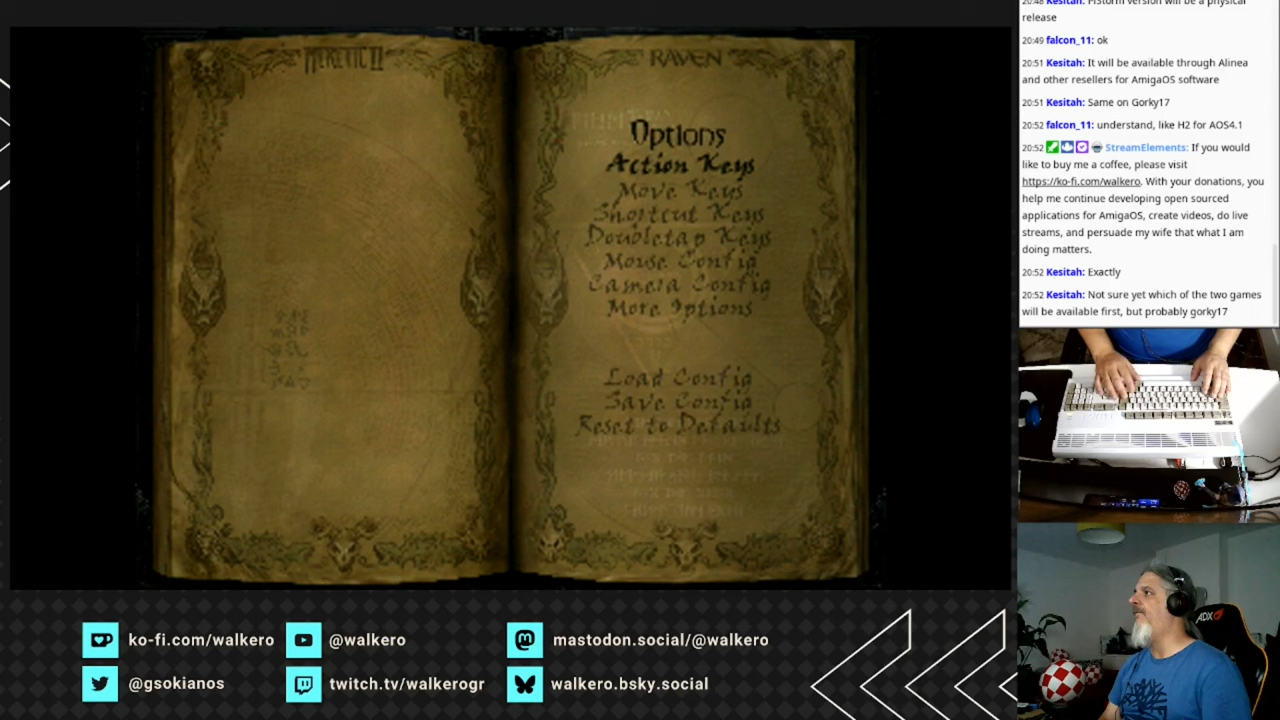 HERETIC II
RAVEN
Options
Action Keys
Move Keys
Shortcut Keys
Doubletap Keys
Mouse Config
Camera Config
More Options
Load Config
Save Config
Reset to Defaults
20:48 Kesitah: PiStorm version will be a physical
release
20:49 falcon_11: ok
20:51 Kesitah: It will be available through Alinea
and other resellers for AmigaOS software
20:51 Kesitah: Same on Gorky17
20:52 falcon_11: understand, like H2 for AOS4.1
20:52 StreamElements: If you would
like to buy me a coffee, please visit
https://ko-fi.com/walkero. With your donations, you
help me continue developing open sourced
applications for AmigaOS, create videos, do live
streams, and persuade my wife that what I am
doing matters.
20:52 Kesitah: Exactly
20:52 Kesitah: Not sure yet which of the two games
will be available first, but probably gorky17
ADX
ko-fi.com/walkero
@walkero
mastodon.social/@walkero
@gsokianos
twitch.tv/walkerogr
walkero.bsky.social